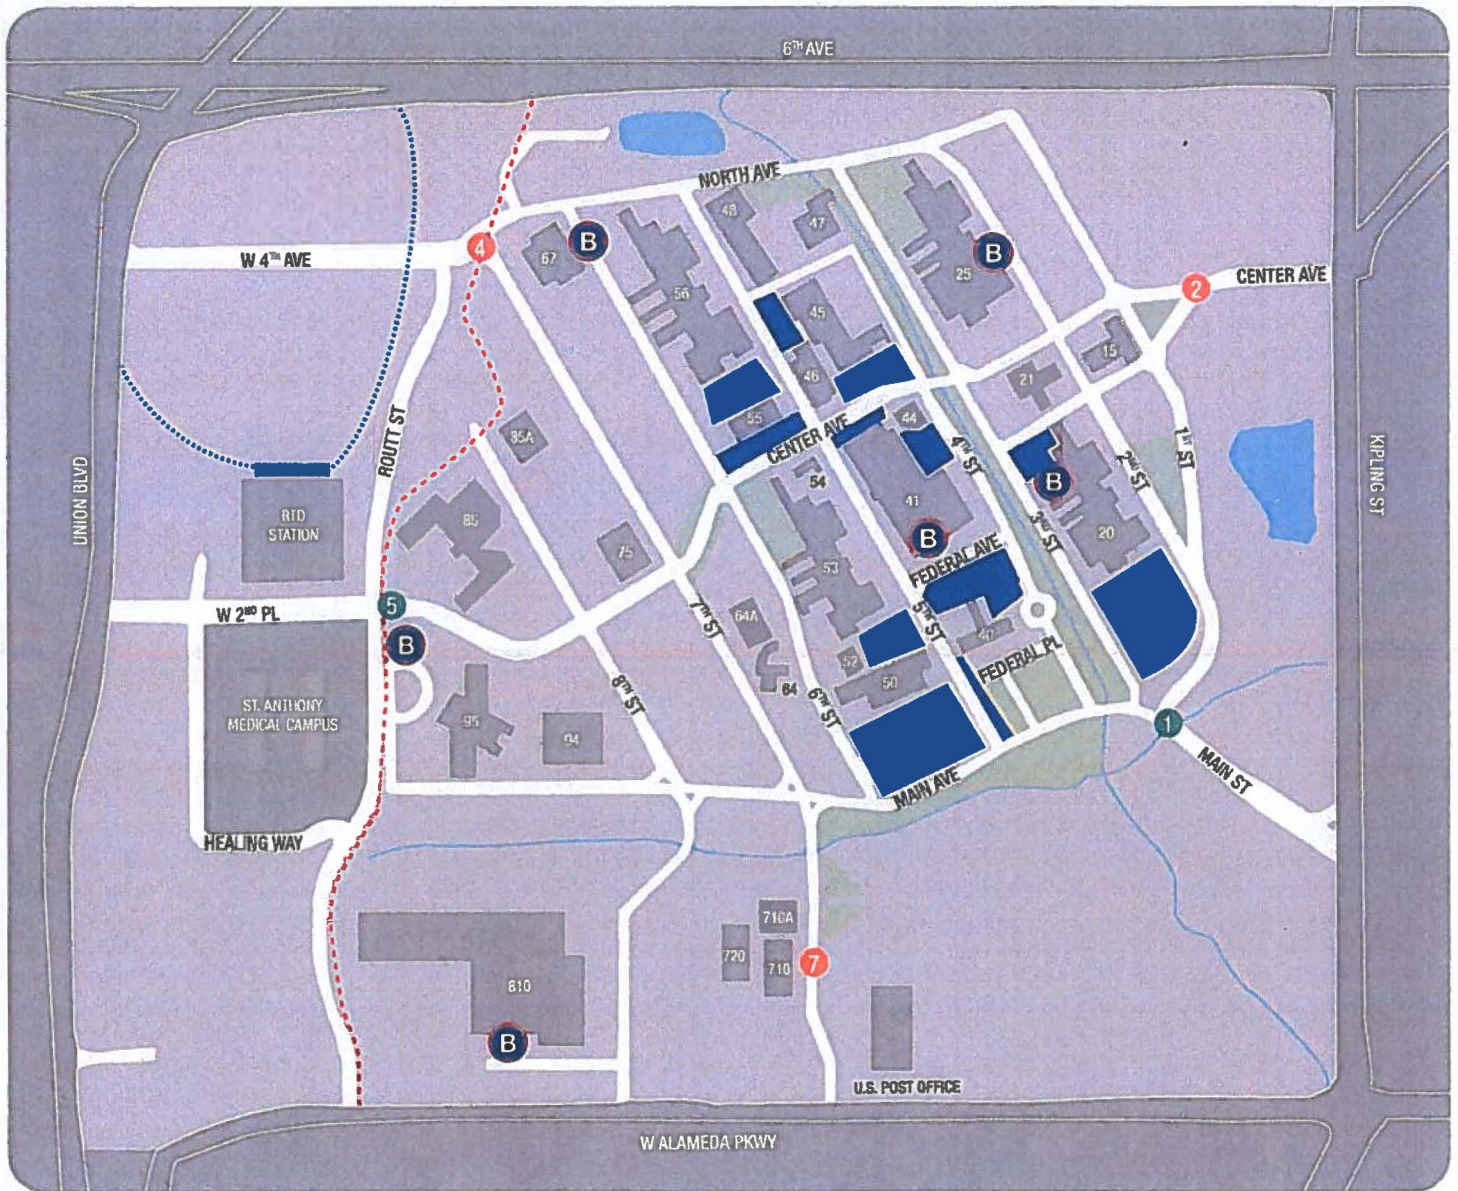 6TH AVE
NORTH AVE
W 4TH AVE
4
67
B
48
47
B
25
2
CENTER AVE
56
45
15
46
21
55
44
CENTER AVE
85A
ROUTT ST
4TH ST
2ND ST
1ST ST
KIPLING ST
UNION BLVD
54
41
B
3RD ST
20
RTD
STATION
85
75
B
FEDERAL AVE
53
5
W 2ND PL
7TH ST
64A
5TH ST
40
B
52
FEDERAL PL
64
50
8TH ST
6TH ST
ST. ANTHONY
MEDICAL CAMPUS
95
94
1
MAIN ST
MAIN AVE
HEALING WAY
710A
720
710
7
810
B
U.S. POST OFFICE
W ALAMEDA PKWY